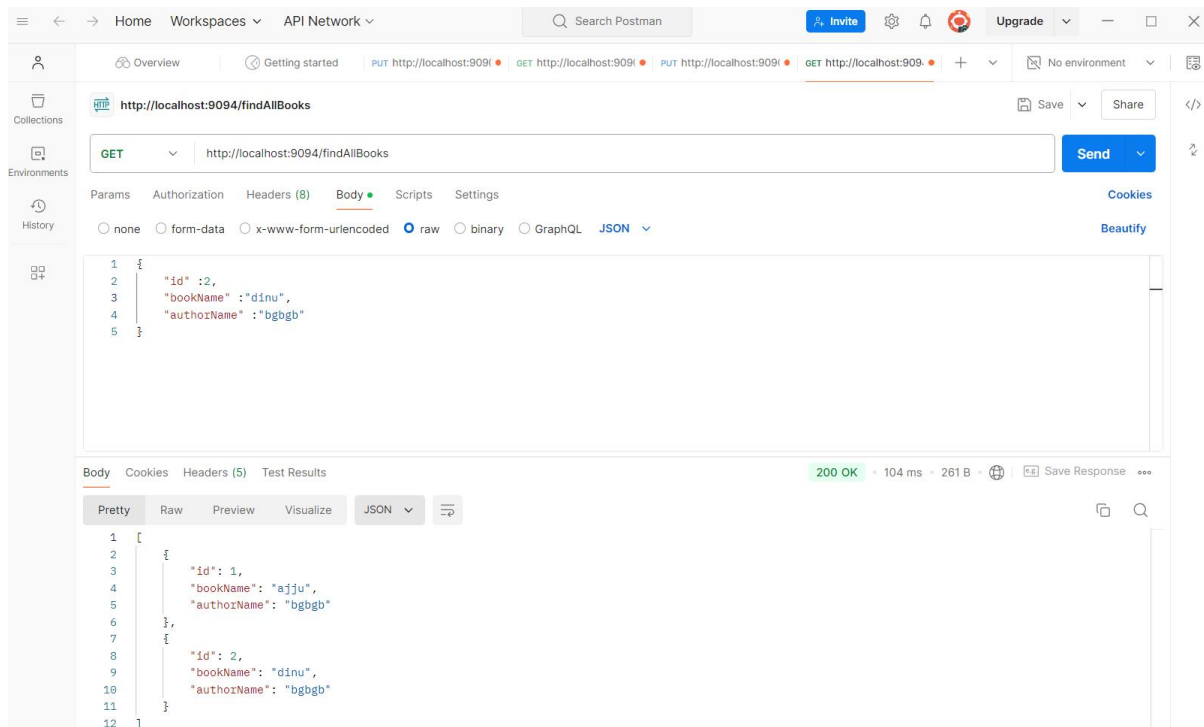 Home Workspaces API Network Search Postman Invite Upgrade
Overview Getting started PUT http://localhost:909( GET http://localhost:909( PUT http://localhost:909( GET http://localhost:909. No environment
HTTP http://localhost:9094/findAllBooks Save Share
Collections
GET http://localhost:9094/findAllBooks Send
Environments
Params Authorization Headers (8) Body Scripts Settings Cookies
History
none form-data x-www-form-urlencoded raw binary GraphQL JSON Beautify
1 {
2 "id" :2,
3 "bookName" :"dinu",
4 "authorName" :"bgbgb"
5 }
Body Cookies Headers (5) Test Results 200 OK 104 ms 261 B e.g. Save Response
Pretty Raw Preview Visualize JSON
1 [
2 {
3 "id": 1,
4 "bookName": "ajju",
5 "authorName": "bgbgb"
6 },
7 {
8 "id": 2,
9 "bookName": "dinu",
10 "authorName": "bgbgb"
11 }
12 ]